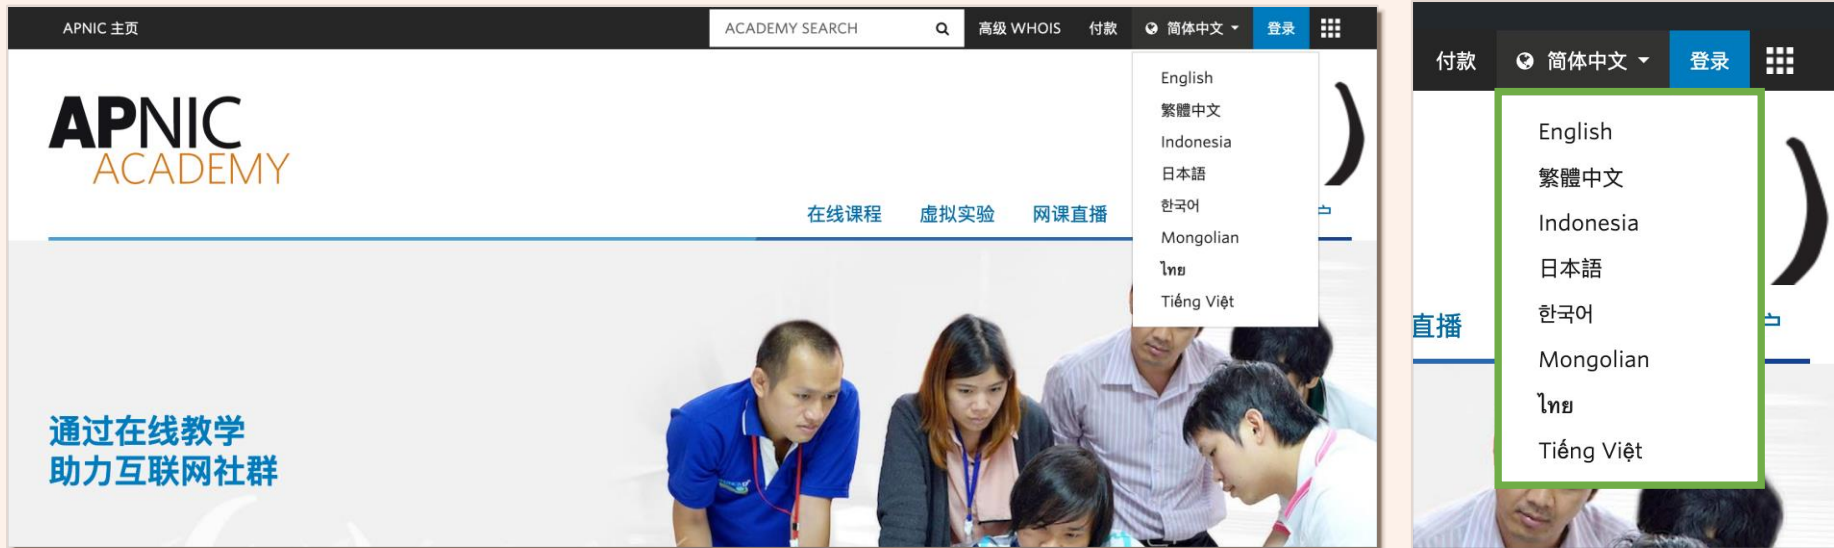 APNIC 主页
ACADEMY SEARCH
高级 WHOIS
付款
简体中文
登录
English
繁體中文
Indonesia
日本語
한국어
Mongolian
ไทย
Tiếng Việt
APNIC
ACADEMY
在线课程
虚拟实验
网课直播
户
通过在线教学
助力互联网社群
付款
简体中文
登录
English
繁體中文
Indonesia
日本語
한국어
Mongolian
ไทย
Tiếng Việt
直播
户